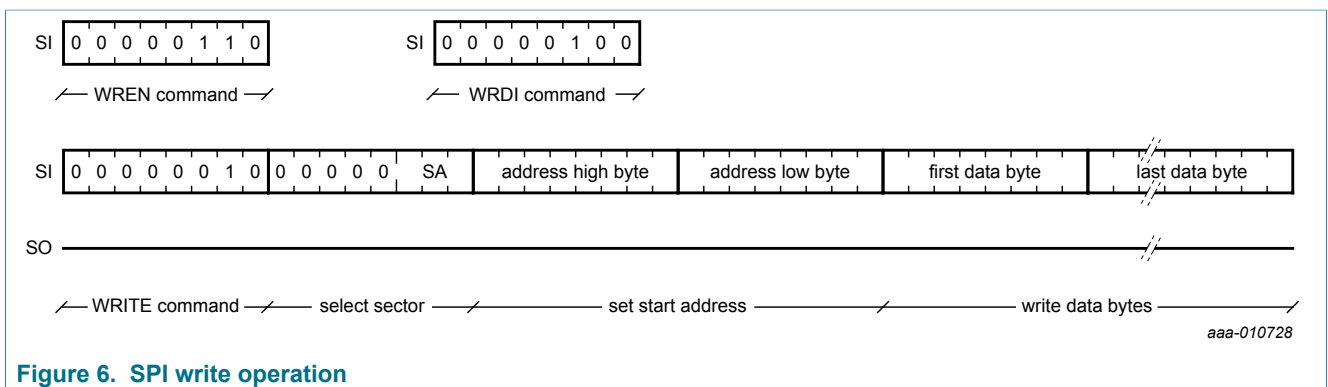 SI 0 0 0 0 0 1 1 0 SI 0 0 0 0 0 1 0 0
WREN command WRDI command
SI 0 0 0 0 0 0 1 0 0 0 0 0 0 SA address high byte address low byte first data byte last data byte
SO
WRITE command select sector set start address write data bytes
aaa-010728
Figure 6. SPI write operation